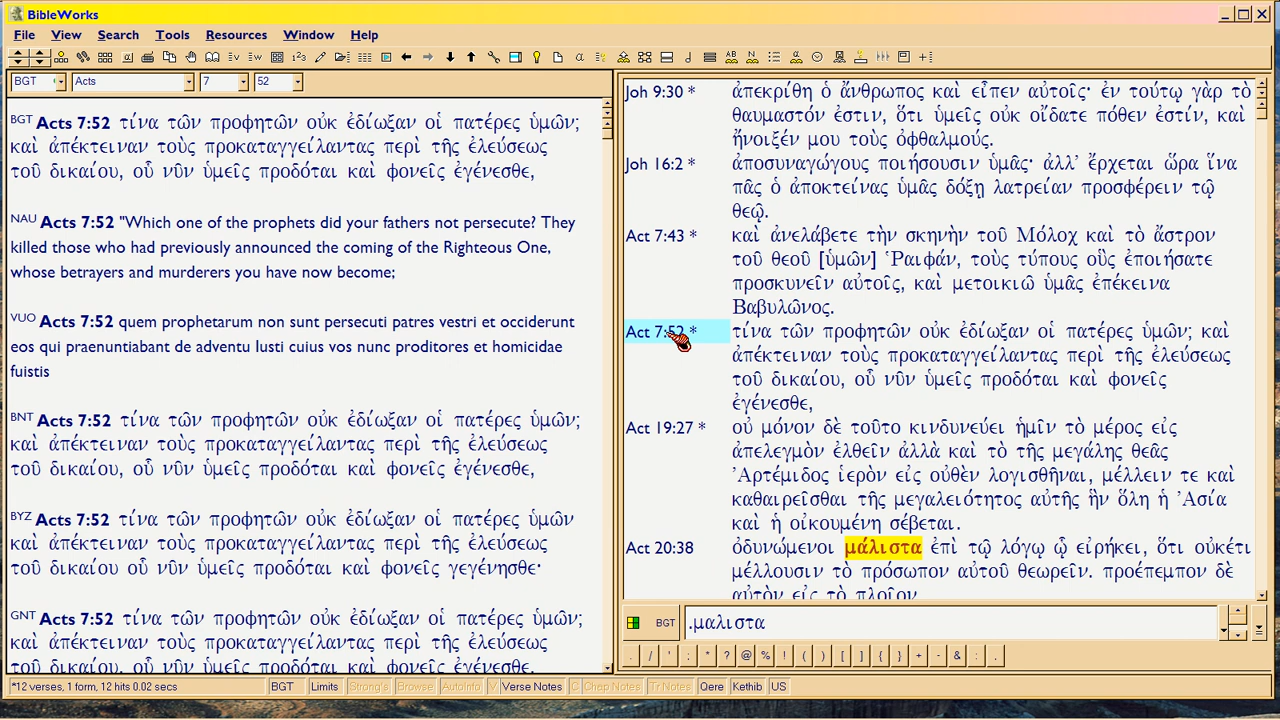 BibleWorks
File View Search Tools Resources Window Help
BGT Acts 7 52
BGT Acts 7:52 τίνα τῶν προφητῶν οὐκ ἐδίωξαν οἱ πατέρες ὑμῶν;
καὶ ἀπέκτειναν τοὺς προκαταγγείλαντας περὶ τῆς ἐλεύσεως
τοῦ δικαίου, οὗ νῦν ὑμεῖς προδόται καὶ φονεῖς ἐγένεσθε,
NAU Acts 7:52 "Which one of the prophets did your fathers not persecute? They
killed those who had previously announced the coming of the Righteous One,
whose betrayers and murderers you have now become;
VUO Acts 7:52 quem prophetarum non sunt persecuti patres vestri et occiderunt
eos qui praenuntiabant de adventu Iusti cuius vos nunc proditores et homicidae
fuistis
BNT Acts 7:52 τίνα τῶν προφητῶν οὐκ ἐδίωξαν οἱ πατέρες ὑμῶν;
καὶ ἀπέκτειναν τοὺς προκαταγγείλαντας περὶ τῆς ἐλεύσεως
τοῦ δικαίου, οὗ νῦν ὑμεῖς προδόται καὶ φονεῖς ἐγένεσθε,
BYZ Acts 7:52 τίνα τῶν προφητῶν οὐκ ἐδίωξαν οἱ πατέρες ὑμῶν
καὶ ἀπέκτειναν τοὺς προκαταγγείλαντας περὶ τῆς ἐλεύσεως
τοῦ δικαίου οὗ νῦν ὑμεῖς προδόται καὶ φονεῖς γεγένησθε·
GNT Acts 7:52 τίνα τῶν προφητῶν οὐκ ἐδίωξαν οἱ πατέρες ὑμῶν;
καὶ ἀπέκτειναν τοὺς προκαταγγείλαντας περὶ τῆς ἐλεύσεως
τοῦ δικαίου, οὗ νῦν ὑμεῖς προδόται καὶ φονεῖς ἐγένεσθε,
Joh 9:30 * ἀπεκρίθη ὁ ἄνθρωπος καὶ εἶπεν αὐτοῖς· ἐν τούτῳ γὰρ τὸ
θαυμαστόν ἐστιν, ὅτι ὑμεῖς οὐκ οἴδατε πόθεν ἐστίν, καὶ
ἤνοιξέν μου τοὺς ὀφθαλμούς.
Joh 16:2 * ἀποσυναγώγους ποιήσουσιν ὑμᾶς· ἀλλ' ἔρχεται ὥρα ἵνα
πᾶς ὁ ἀποκτείνας ὑμᾶς δόξῃ λατρείαν προσφέρειν τῷ
θεῷ.
Act 7:43 * καὶ ἀνελάβετε τὴν σκηνὴν τοῦ Μόλοχ καὶ τὸ ἄστρον
τοῦ θεοῦ [ὑμῶν] Ῥαιφάν, τοὺς τύπους οὓς ἐποιήσατε
προσκυνεῖν αὐτοῖς, καὶ μετοικιῶ ὑμᾶς ἐπέκεινα
Βαβυλῶνος.
Act 7:52 * τίνα τῶν προφητῶν οὐκ ἐδίωξαν οἱ πατέρες ὑμῶν; καὶ
ἀπέκτειναν τοὺς προκαταγγείλαντας περὶ τῆς ἐλεύσεως
τοῦ δικαίου, οὗ νῦν ὑμεῖς προδόται καὶ φονεῖς
ἐγένεσθε,
Act 19:27 * οὐ μόνον δὲ τοῦτο κινδυνεύει ἡμῖν τὸ μέρος εἰς
ἀπελεγμὸν ἐλθεῖν ἀλλὰ καὶ τὸ τῆς μεγάλης θεᾶς
Ἀρτέμιδος ἱερὸν εἰς οὐθὲν λογισθῆναι, μέλλειν τε καὶ
καθαιρεῖσθαι τῆς μεγαλειότητος αὐτῆς ἣν ὅλη ἡ Ἀσία
καὶ ἡ οἰκουμένη σέβεται.
Act 20:38 ὀδυνώμενοι μάλιστα ἐπὶ τῷ λόγῳ ᾧ εἰρήκει, ὅτι οὐκέτι
μέλλουσιν τὸ πρόσωπον αὐτοῦ θεωρεῖν. προέπεμπον δὲ
αὐτὸν εἰς τὸ πλοῖον
BGT .μαλιστα
. / ' ; * ? @ % ! ( ) [ ] { } + - & : .
*12 verses, 1 form, 12 hits 0.02 secs BGT Limits Strong's Browse AutoInfo V Verse Notes C Chap Notes Tr Notes Qere Kethib US